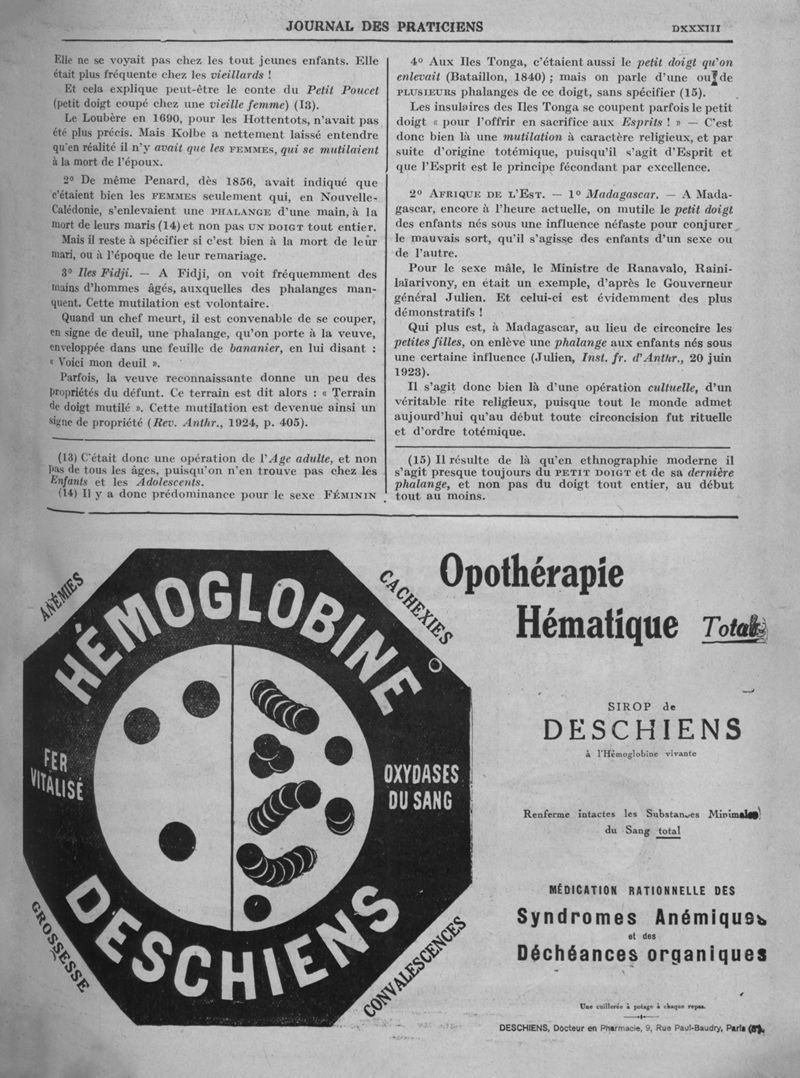 JOURNAL DES PRATICIENS
DXXXIII
Elle ne se voyait pas chez les tout jeunes enfants. Elle
était plus fréquente chez les vieillards !
Et cela explique peut-être le conte du Petit Poucet
(petit doigt coupé chez une vieille femme) (13).
Le Loubère en 1690, pour les Hottentots, n'avait pas
été plus précis. Mais Kolbe a nettement laissé entendre
qu'en réalité il n'y avait que les FEMMES, qui se mutilaient
à la mort de l'époux.
2° De même Penard, dès 1856, avait indiqué que
c'étaient bien les FEMMES seulement qui, en Nouvelle-
Calédonie, s'enlevaient une PHALANGE d'une main, à la
mort de leurs maris (14) et non pas UN DOIGT tout entier.
Mais il reste à spécifier si c'est bien à la mort de leur
mari, ou à l'époque de leur remariage.
3° Iles Fidji. — A Fidji, on voit fréquemment des
mains d'hommes âgés, auxquelles des phalanges man-
quent. Cette mutilation est volontaire.
Quand un chef meurt, il est convenable de se couper,
en signe de deuil, une phalange, qu'on porte à la veuve,
enveloppée dans une feuille de bananier, en lui disant :
« Voici mon deuil ».
Parfois, la veuve reconnaissante donne un peu des
propriétés du défunt. Ce terrain est dit alors : « Terrain
de doigt mutilé ». Cette mutilation est devenue ainsi un
signe de propriété (Rev. Anthr., 1924, p. 405).
(13) C'était donc une opération de l'Age adulte, et non
pas de tous les âges, puisqu'on n'en trouve pas chez les
Enfants et les Adolescents.
(14) Il y a donc prédominance pour le sexe FÉMININ
4° Aux Iles Tonga, c'étaient aussi le petit doigt qu'on
enlevait (Bataillon, 1840) ; mais on parle d'une ou de
PLUSIEURS phalanges de ce doigt, sans spécifier (15).
Les insulaires des Iles Tonga se coupent parfois le petit
doigt « pour l'offrir en sacrifice aux Esprits ! » — C'est
donc bien là une mutilation à caractère religieux, et par
suite d'origine totémique, puisqu'il s'agit d'Esprit et
que l'Esprit est le principe fécondant par excellence.
2° AFRIQUE DE L'EST. — 1° Madagascar. — A Mada-
gascar, encore à l'heure actuelle, on mutile le petit doigt
des enfants nés sous une influence néfaste pour conjurer
le mauvais sort, qu'il s'agisse des enfants d'un sexe ou
de l'autre.
Pour le sexe mâle, le Ministre de Ranavalo, Raini-
laïarivony, en était un exemple, d'après le Gouverneur
général Julien. Et celui-ci est évidemment des plus
démonstratifs !
Qui plus est, à Madagascar, au lieu de circoncire les
petites filles, on enlève une phalange aux enfants nés sous
une certaine influence (Julien, Inst. fr. d'Anthr., 20 juin
1923).
Il s'agit donc bien là d'une opération cultuelle, d'un
véritable rite religieux, puisque tout le monde admet
aujourd'hui qu'au début toute circoncision fut rituelle
et d'ordre totémique.
(15) Il résulte de là qu'en ethnographie moderne il
s'agit presque toujours du PETIT DOIGT et de sa dernière
phalange, et non pas du doigt tout entier, au début
tout au moins.
ANÉMIES
CACHEXIES
HÉMOGLOBINE
FER
VITALISÉ
OXYDASES
DU SANG
DESCHIENS
GROSSESSE
CONVALESCENCES
Opothérapie
Hématique Totale
SIROP de
DESCHIENS
à l'Hémoglobine vivante
Renferme intactes les Substances Minimales
du Sang total
MÉDICATION RATIONNELLE DES
Syndromes Anémiques
et des
Déchéances organiques
Une cuillerée à potage à chaque repas.
DESCHIENS, Docteur en Pharmacie, 9, Rue Paul-Baudry, Paris (8e).